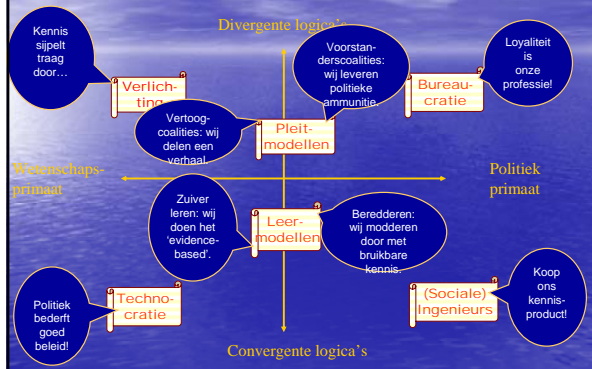 Divergente logica's
Kennis
sijpelt
traag
door…
Verlich-
ting
Voorstan-
derscoalities:
wij leveren
politieke
ammunitie.
Loyaliteit
is
onze
professie!
Bureau-
cratie
Vertoog-
coalities: wij
delen een
verhaal.
Pleit-
modellen
Wetenschaps-
primaat
Politiek
primaat
Zuiver
leren: wij
doen het
'evidence-
based'.
Leer-
modellen
Beredderen:
wij modderen
door met
bruikbare
kennis.
Politiek
bederft
goed
beleid!
Techno-
cratie
(Sociale)
Ingenieurs
Koop
ons
kennis-
product!
Convergente logica's